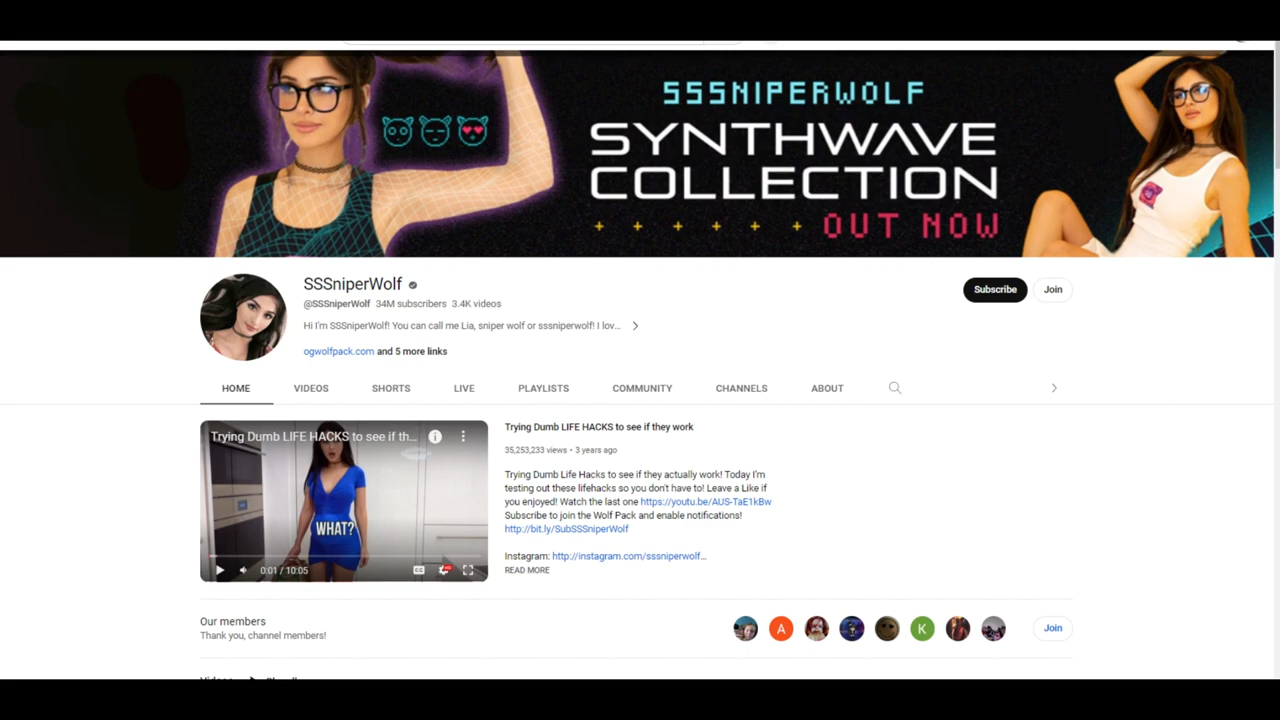 SSSNIPERWOLF
SYNTHWAVE
COLLECTION
OUT NOW
SSSniperWolf
@SSSniperWolf 34M subscribers 3.4K videos
Hi I'm SSSniperWolf! You can call me Lia, sniper wolf or sssniperwolf! I lov...
ogwolfpack.com and 5 more links
Subscribe
Join
HOME VIDEOS SHORTS LIVE PLAYLISTS COMMUNITY CHANNELS ABOUT
Trying Dumb LIFE HACKS to see if th...
WHAT?
0:01 / 10:05
Trying Dumb LIFE HACKS to see if they work
35,253,233 views • 3 years ago
Trying Dumb Life Hacks to see if they actually work! Today I'm
testing out these lifehacks so you don't have to! Leave a Like if
you enjoyed! Watch the last one https://youtu.be/AUS-TaE1kBw
Subscribe to join the Wolf Pack and enable notifications!
http://bit.ly/SubSSSniperWolf
Instagram: http://instagram.com/sssniperwolf...
READ MORE
Our members
Thank you, channel members!
A
K
Join